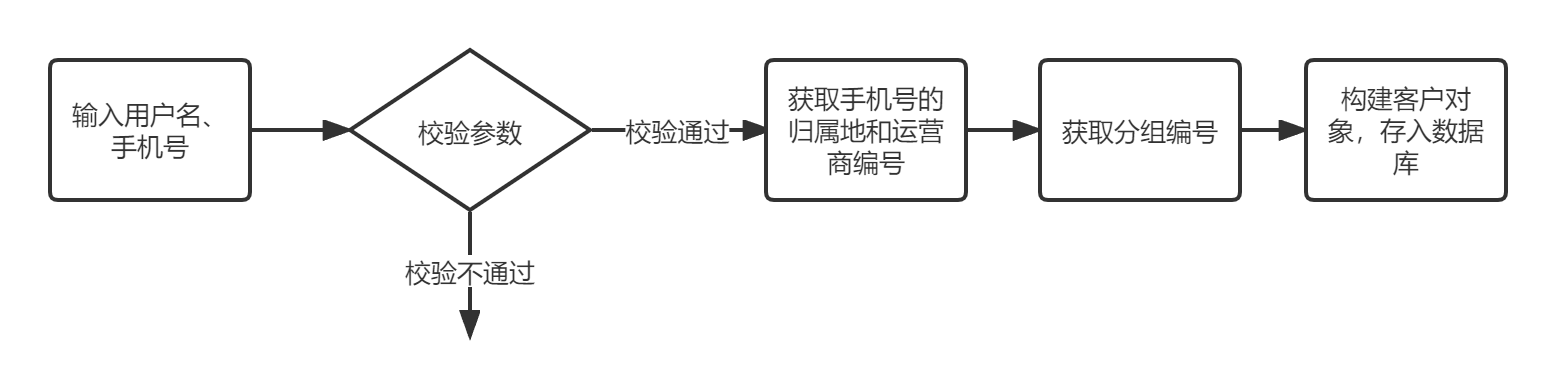 输入用户名、
手机号
校验参数
校验通过
获取手机号的
归属地和运营
商编号
获取分组编号
构建客户对
象，存入数据
库
校验不通过